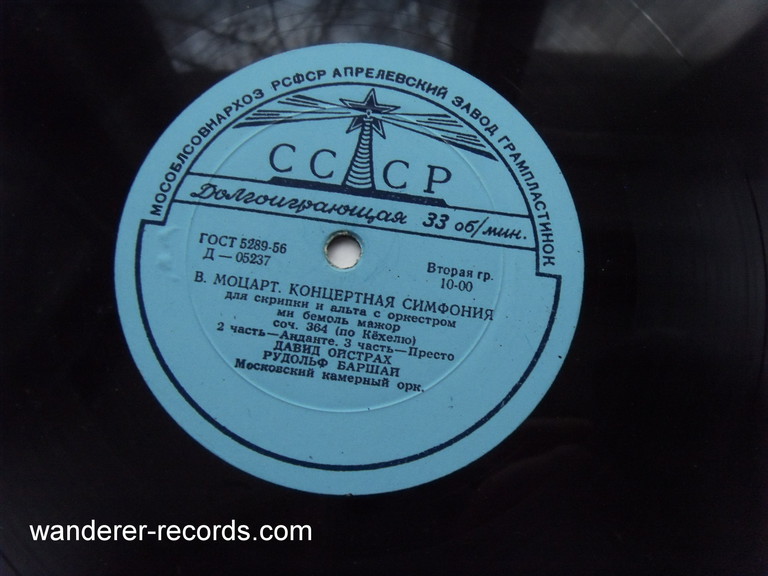 МОСОБЛСОВНАРХОЗ РСФСР АПРЕЛЕВСКИЙ ЗАВОД ГРАМПЛАСТИНОК
СССР
Долгоиграющая 33 об/мин.
ГОСТ 5289-56
Д — 05237
Вторая гр.
10-00
В. МОЦАРТ. КОНЦЕРТНАЯ СИМФОНИЯ
для скрипки и альта с оркестром
ми бемоль мажор
соч. 364 (по Кёхелю)
2 часть—Анданте. 3 часть—Престо
ДАВИД ОЙСТРАХ
РУДОЛЬФ БАРШАЙ
Московский камерный орк.
wanderer-records.com